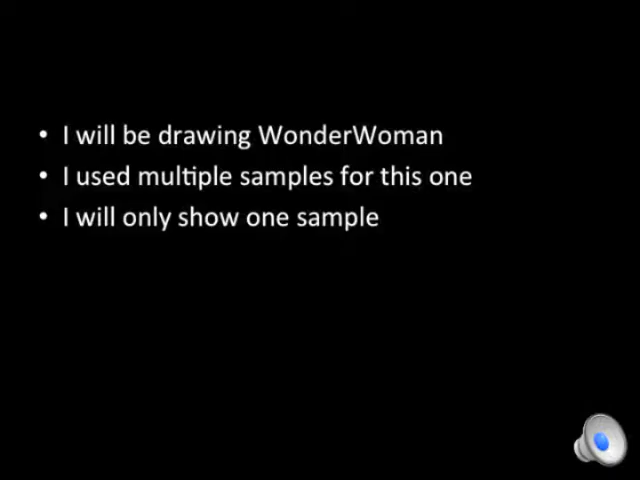 • I will be drawing WonderWoman
• I used multiple samples for this one
• I will only show one sample